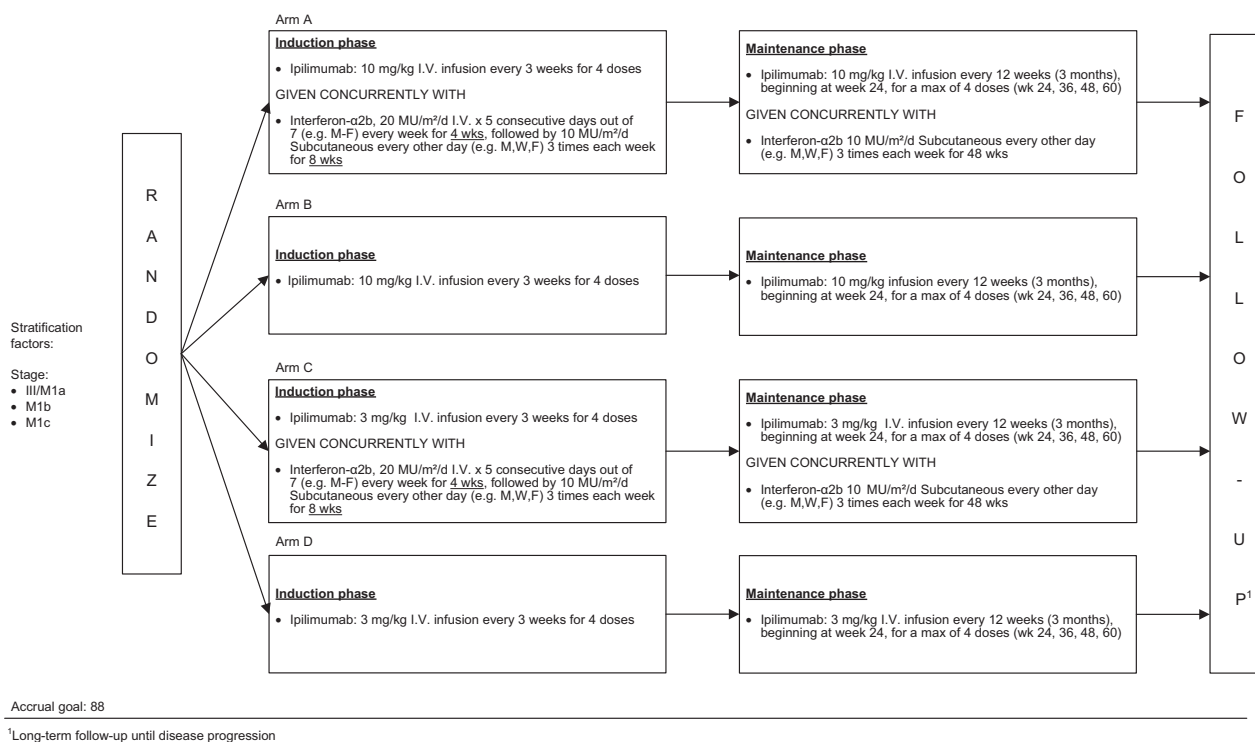 Stratification
factors:
Stage:
• III/M1a
• M1b
• M1c
R
A
N
D
O
M
I
Z
E
Arm A
Induction phase
• Ipilimumab: 10 mg/kg I.V. infusion every 3 weeks for 4 doses
GIVEN CONCURRENTLY WITH
• Interferon-α2b, 20 MU/m²/d I.V. x 5 consecutive days out of
7 (e.g. M-F) every week for 4 wks, followed by 10 MU/m²/d
Subcutaneous every other day (e.g. M,W,F) 3 times each week
for 8 wks
Maintenance phase
• Ipilimumab: 10 mg/kg I.V. infusion every 12 weeks (3 months),
beginning at week 24, for a max of 4 doses (wk 24, 36, 48, 60)
GIVEN CONCURRENTLY WITH
• Interferon-α2b 10 MU/m²/d Subcutaneous every other day
(e.g. M,W,F) 3 times each week for 48 wks
Arm B
Induction phase
• Ipilimumab: 10 mg/kg I.V. infusion every 3 weeks for 4 doses
Maintenance phase
• Ipilimumab: 10 mg/kg infusion every 12 weeks (3 months),
beginning at week 24, for a max of 4 doses (wk 24, 36, 48, 60)
Arm C
Induction phase
• Ipilimumab: 3 mg/kg I.V. infusion every 3 weeks for 4 doses
GIVEN CONCURRENTLY WITH
• Interferon-α2b, 20 MU/m²/d I.V. x 5 consecutive days out of
7 (e.g. M-F) every week for 4 wks, followed by 10 MU/m²/d
Subcutaneous every other day (e.g. M,W,F) 3 times each week
for 8 wks
Maintenance phase
• Ipilimumab: 3 mg/kg I.V. infusion every 12 weeks (3 months),
beginning at week 24, for a max of 4 doses (wk 24, 36, 48, 60)
GIVEN CONCURRENTLY WITH
• Interferon-α2b 10 MU/m²/d Subcutaneous every other day
(e.g. M,W,F) 3 times each week for 48 wks
Arm D
Induction phase
• Ipilimumab: 3 mg/kg I.V. infusion every 3 weeks for 4 doses
Maintenance phase
• Ipilimumab: 3 mg/kg I.V. infusion every 12 weeks (3 months),
beginning at week 24, for a max of 4 doses (wk 24, 36, 48, 60)
F
O
L
L
O
W
-
U
P¹
Accrual goal: 88
¹Long-term follow-up until disease progression